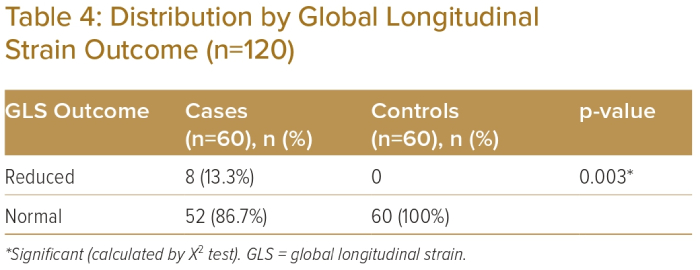 Table 4: Distribution by Global Longitudinal
Strain Outcome (n=120)
GLS Outcome Cases (n=60), n (%) Controls (n=60), n (%) p-value
Reduced 8 (13.3%) 0 0.003*
Normal 52 (86.7%) 60 (100%)
*Significant (calculated by X² test). GLS = global longitudinal strain.